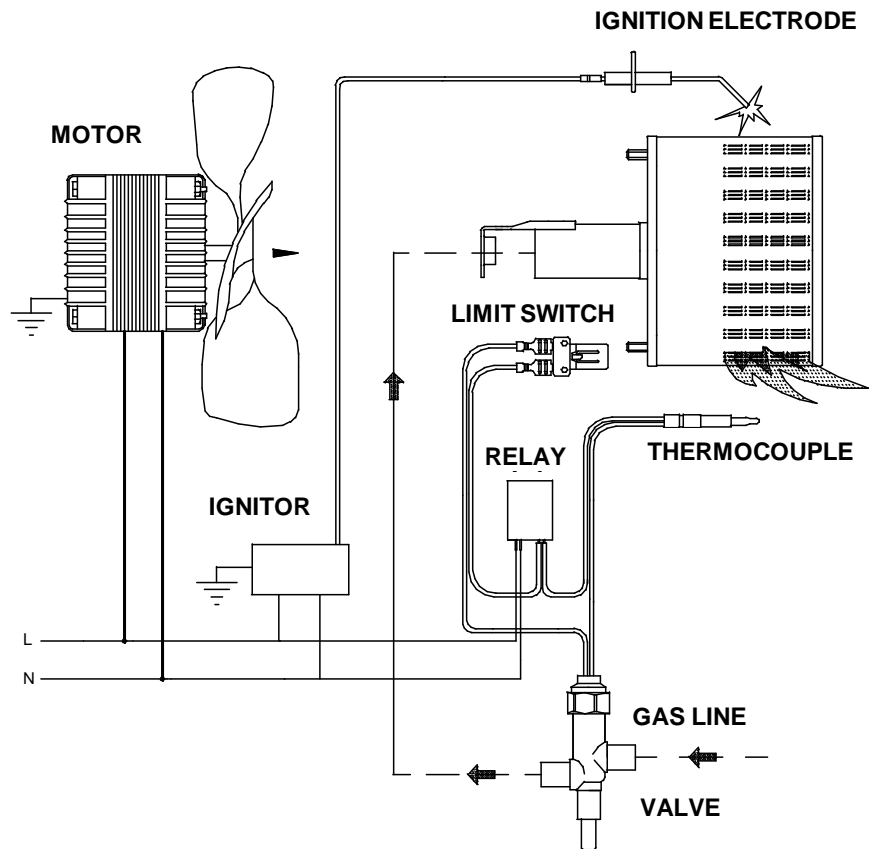 IGNITION ELECTRODE
MOTOR
LIMIT SWITCH
THERMOCOUPLE
RELAY
IGNITOR
L
N
GAS LINE
VALVE